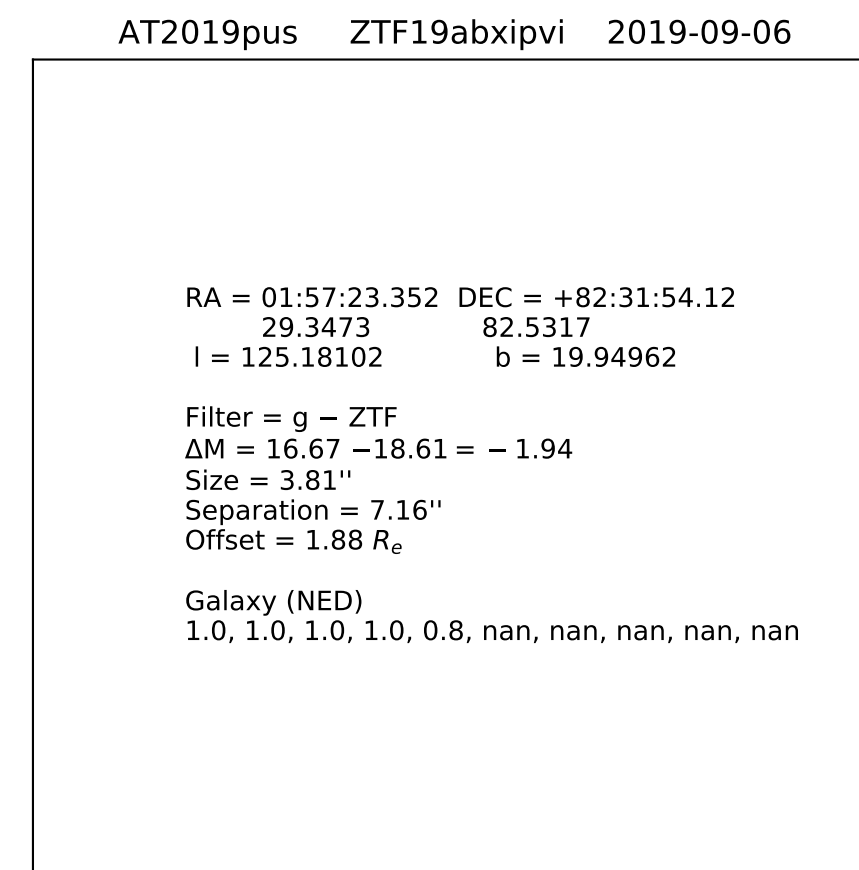 AT2019pus ZTF19abxipvi 2019-09-06
RA = 01:57:23.352 DEC = +82:31:54.12
29.3473 82.5317
l = 125.18102 b = 19.94962
Filter = g − ZTF
ΔM = 16.67 −18.61 = − 1.94
Size = 3.81''
Separation = 7.16''
Offset = 1.88 Re
Galaxy (NED)
1.0, 1.0, 1.0, 1.0, 0.8, nan, nan, nan, nan, nan